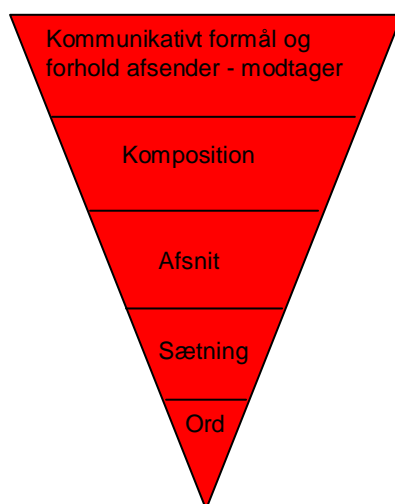 Kommunikativt formål og
forhold afsender - modtager
Komposition
Afsnit
Sætning
Ord